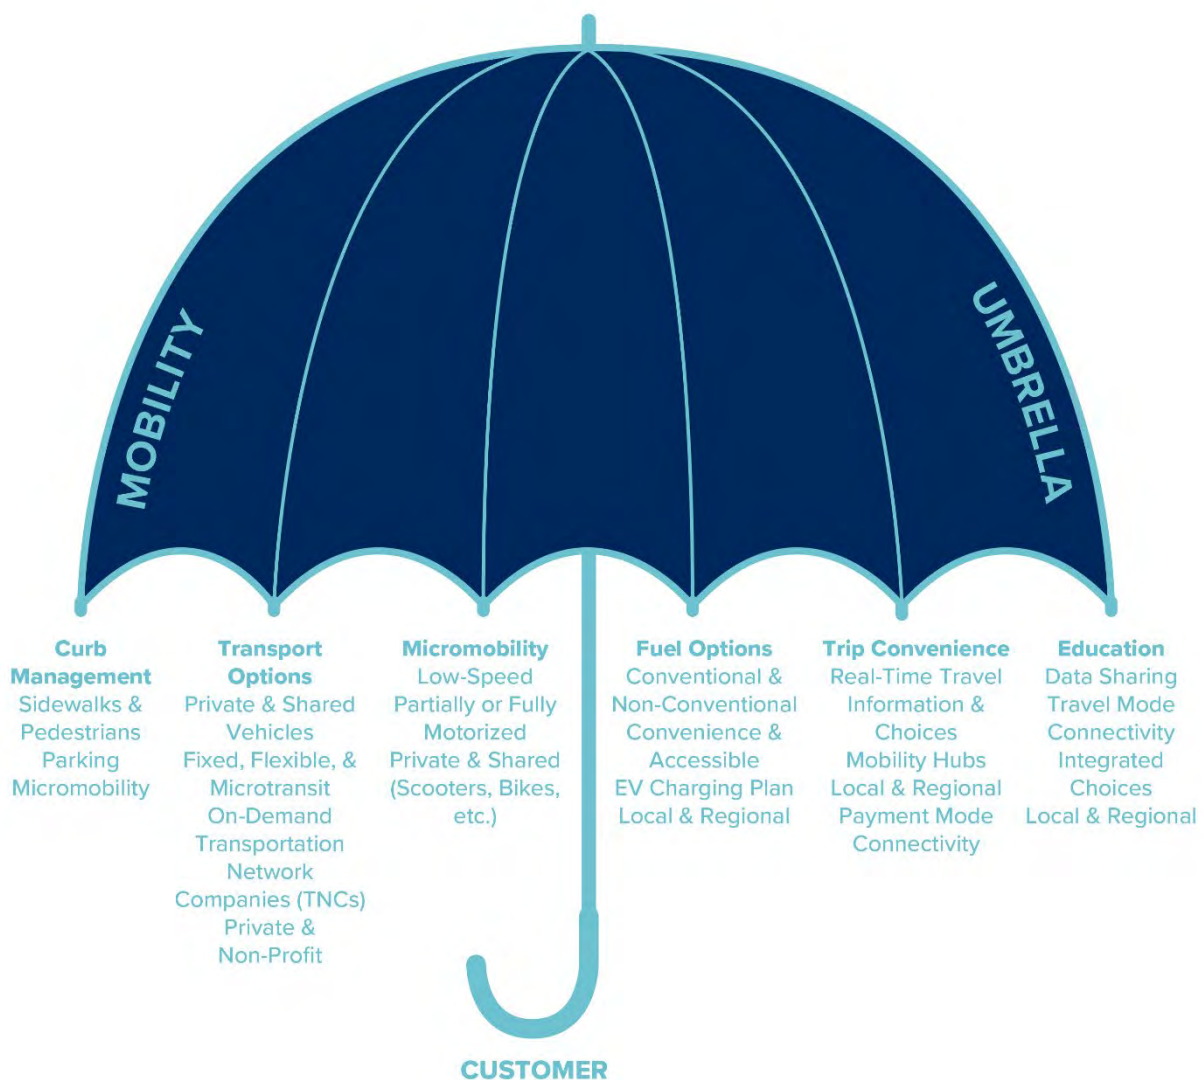 MOBILITY
UMBRELLA
Curb
Management
Sidewalks &
Pedestrians
Parking
Micromobility
Transport
Options
Private & Shared
Vehicles
Fixed, Flexible, &
Microtransit
On-Demand
Transportation
Network
Companies (TNCs)
Private &
Non-Profit
Micromobility
Low-Speed
Partially or Fully
Motorized
Private & Shared
(Scooters, Bikes,
etc.)
Fuel Options
Conventional &
Non-Conventional
Convenience &
Accessible
EV Charging Plan
Local & Regional
Trip Convenience
Real-Time Travel
Information &
Choices
Mobility Hubs
Local & Regional
Payment Mode
Connectivity
Education
Data Sharing
Travel Mode
Connectivity
Integrated
Choices
Local & Regional
CUSTOMER